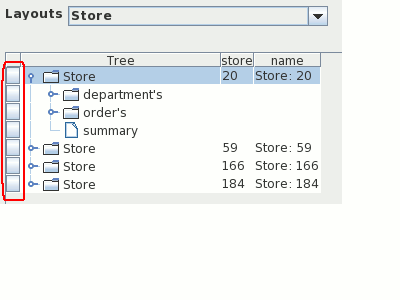 Layouts Store
Tree store name
Store 20 Store: 20
department's
order's
summary
Store 59 Store: 59
Store 166 Store: 166
Store 184 Store: 184